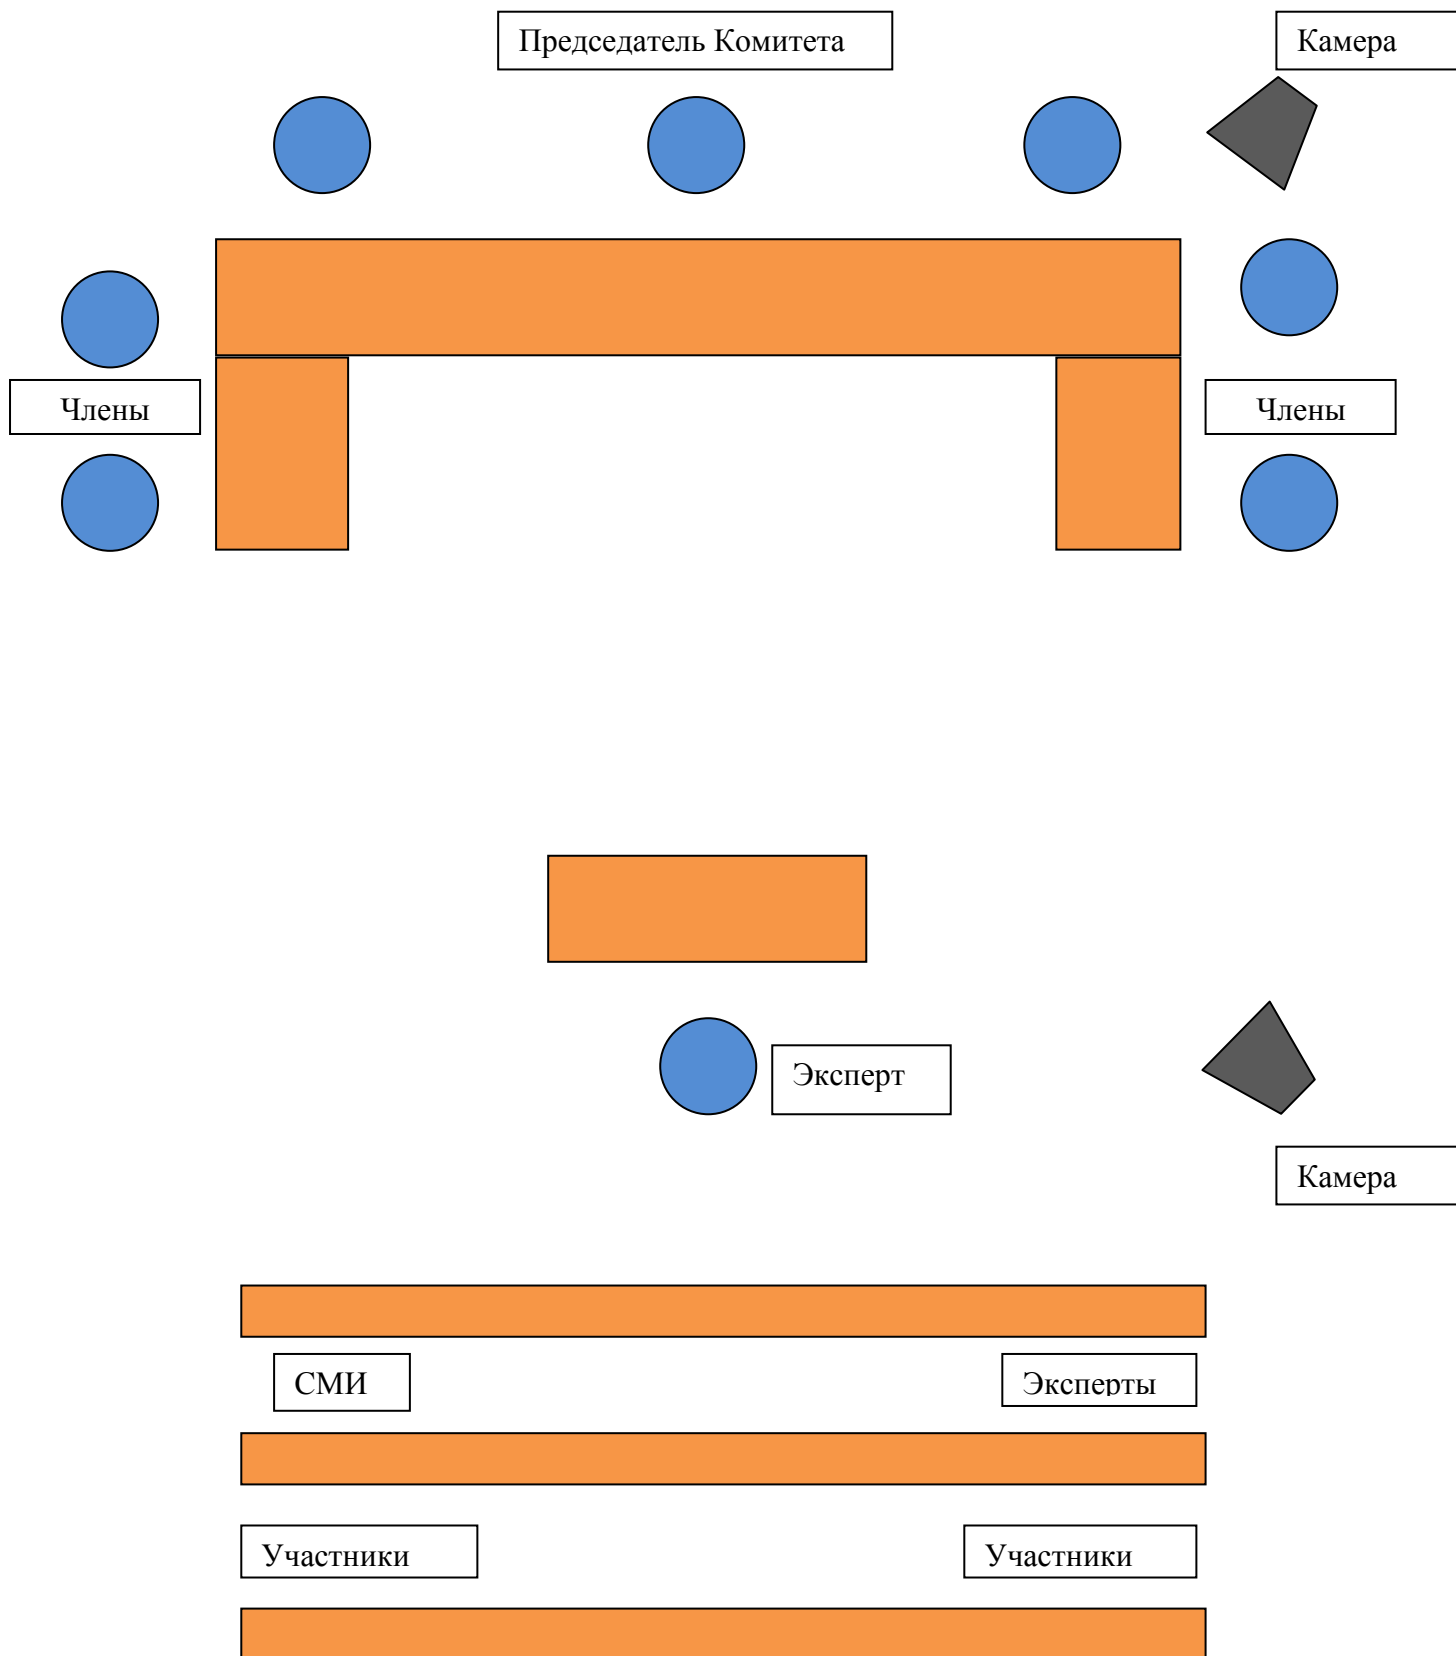 Председатель Комитета
Камера
Члены
Члены
Эксперт
Камера
СМИ
Эксперты
Участники
Участники